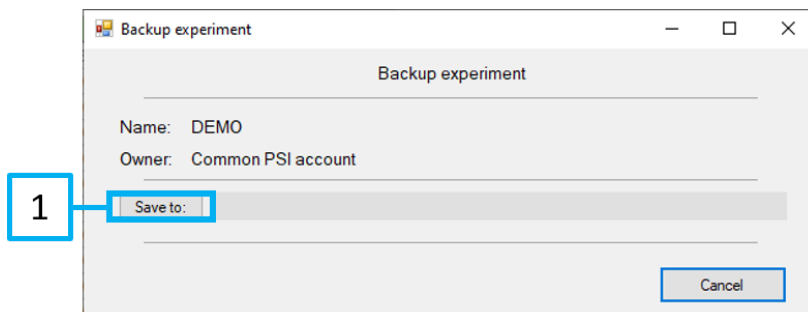 Backup experiment
Backup experiment
Name: DEMO
Owner: Common PSI account
1
Save to:
Cancel